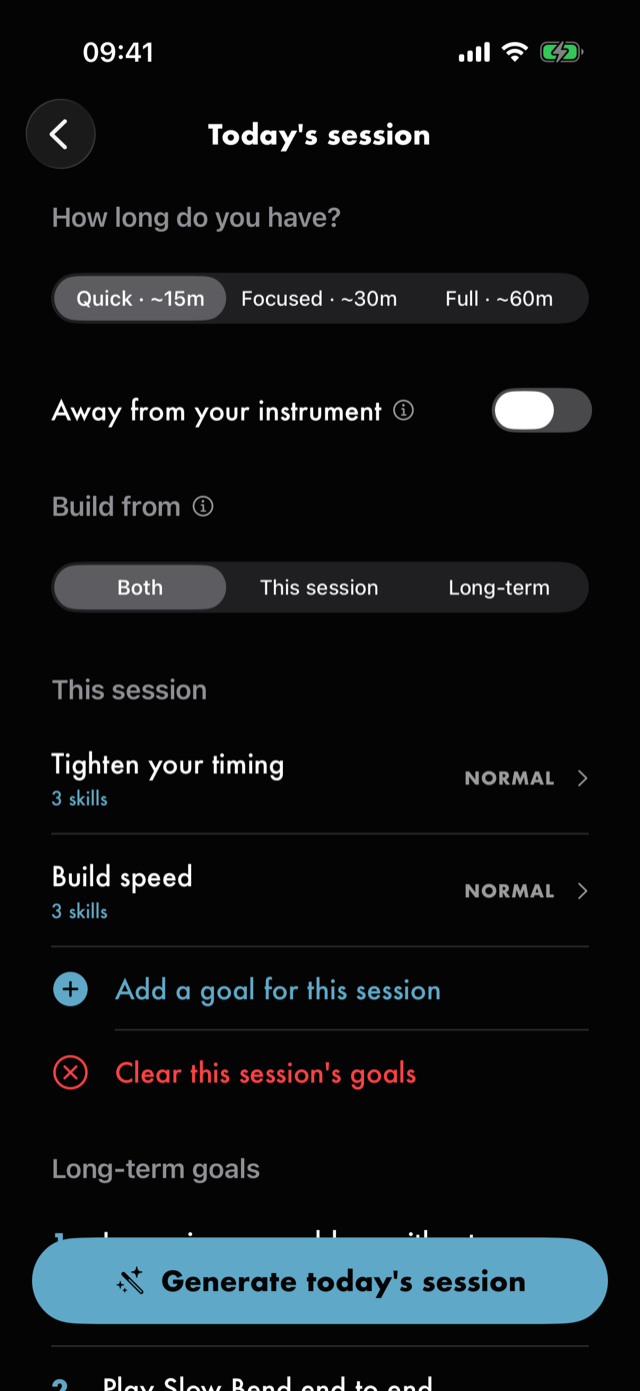 09:41
Today's session
How long do you have?
Quick · ~15m
Focused · ~30m
Full · ~60m
Away from your instrument
Build from
Both
This session
Long-term
This session
Tighten your timing
NORMAL
3 skills
Build speed
NORMAL
3 skills
Add a goal for this session
Clear this session's goals
Long-term goals
1
Generate today's session
2 Play Slow Bend end to end